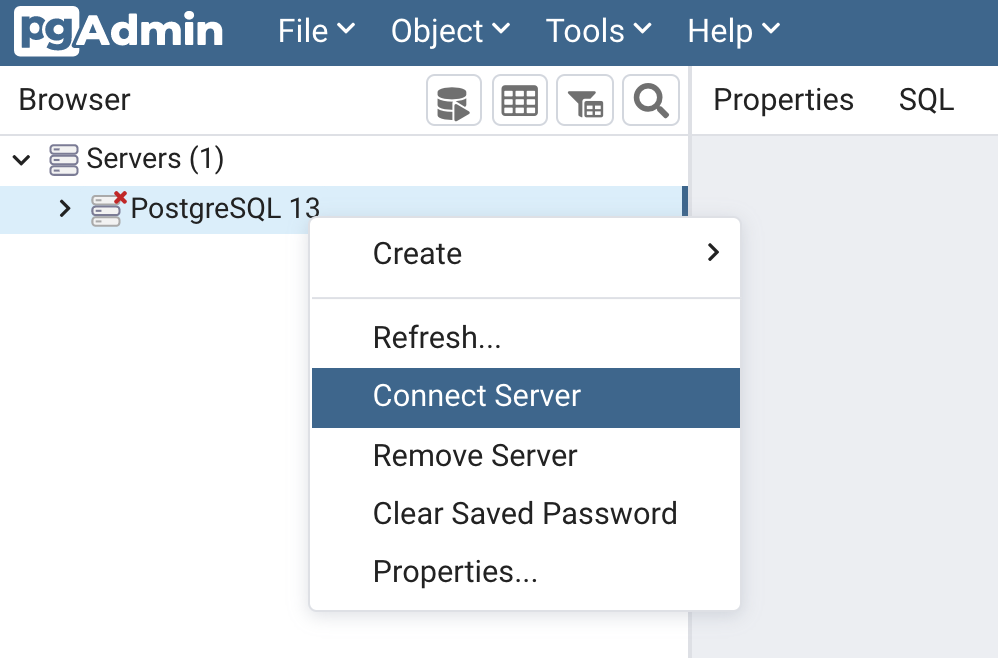 pgAdmin File Object Tools Help
Browser Properties SQL
Servers (1)
PostgreSQL 13
Create
Refresh...
Connect Server
Remove Server
Clear Saved Password
Properties...